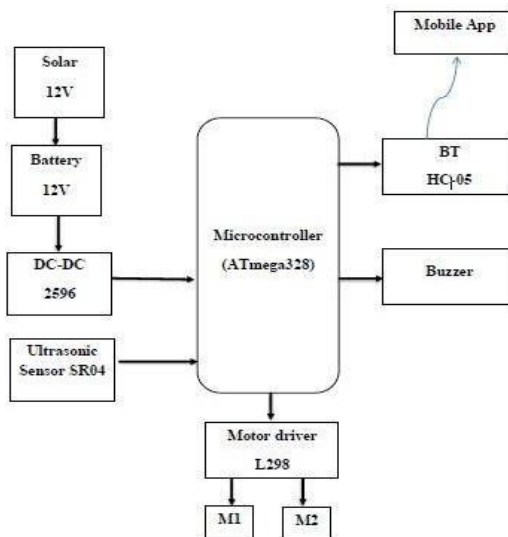 Mobile App
Solar
12V
Battery
12V
BT
HC-05
Microcontroller
(ATmega328)
DC-DC
2596
Buzzer
Ultrasonic
Sensor SR04
Motor driver
L298
M1
M2